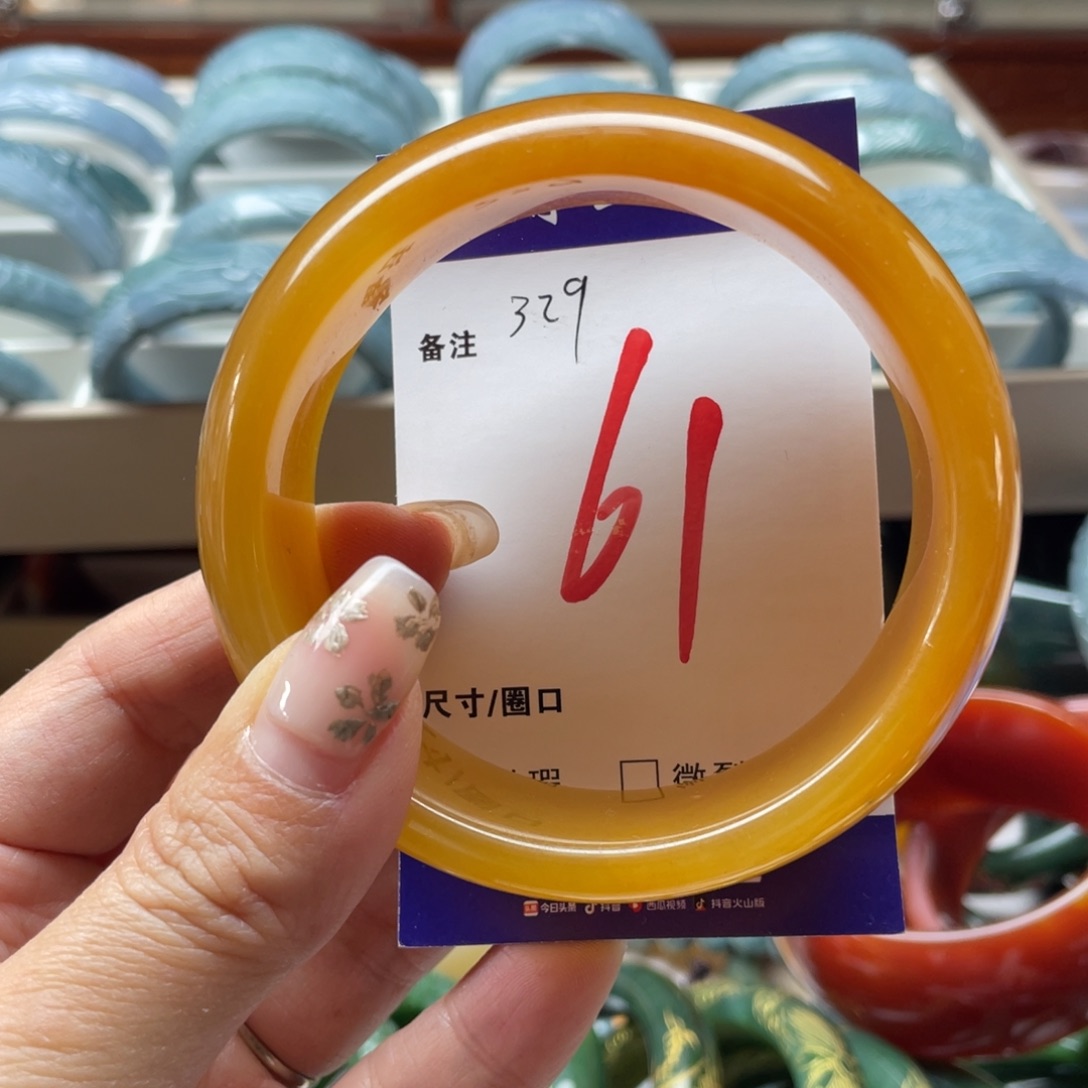 备注 329
61
尺寸/圈口
微
今日头条 抖音 西瓜视频 抖音火山版